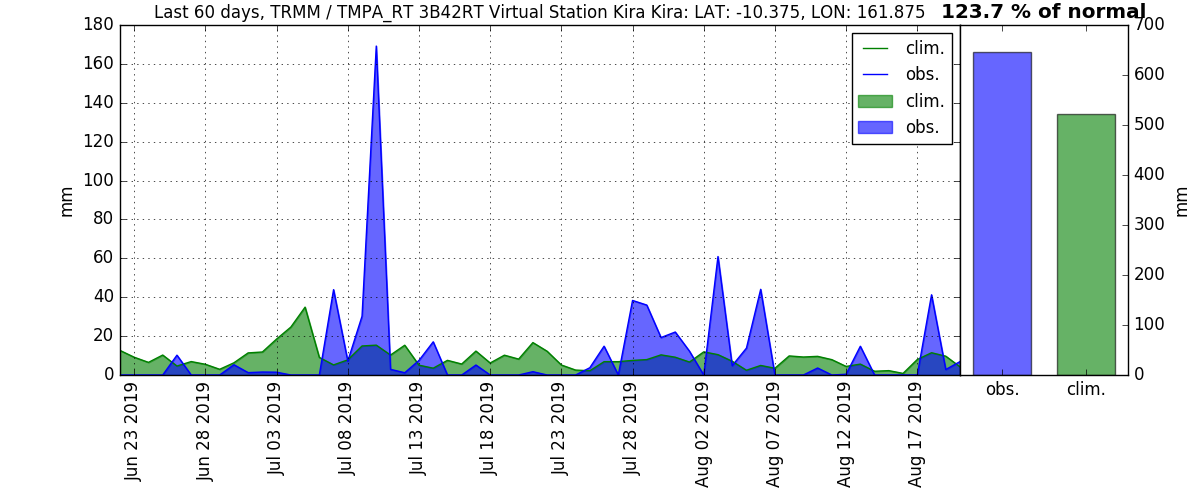 Last 60 days, TRMM / TMPA_RT 3B42RT Virtual Station Kira Kira: LAT: -10.375, LON: 161.875 123.7 % of normal
180
160
140
120
100
80
60
40
20
0
mm
clim.
obs.
clim.
obs.
700
600
500
400
300
200
100
0
mm
obs. clim.
Jun 23 2019
Jun 28 2019
Jul 03 2019
Jul 08 2019
Jul 13 2019
Jul 18 2019
Jul 23 2019
Jul 28 2019
Aug 02 2019
Aug 07 2019
Aug 12 2019
Aug 17 2019